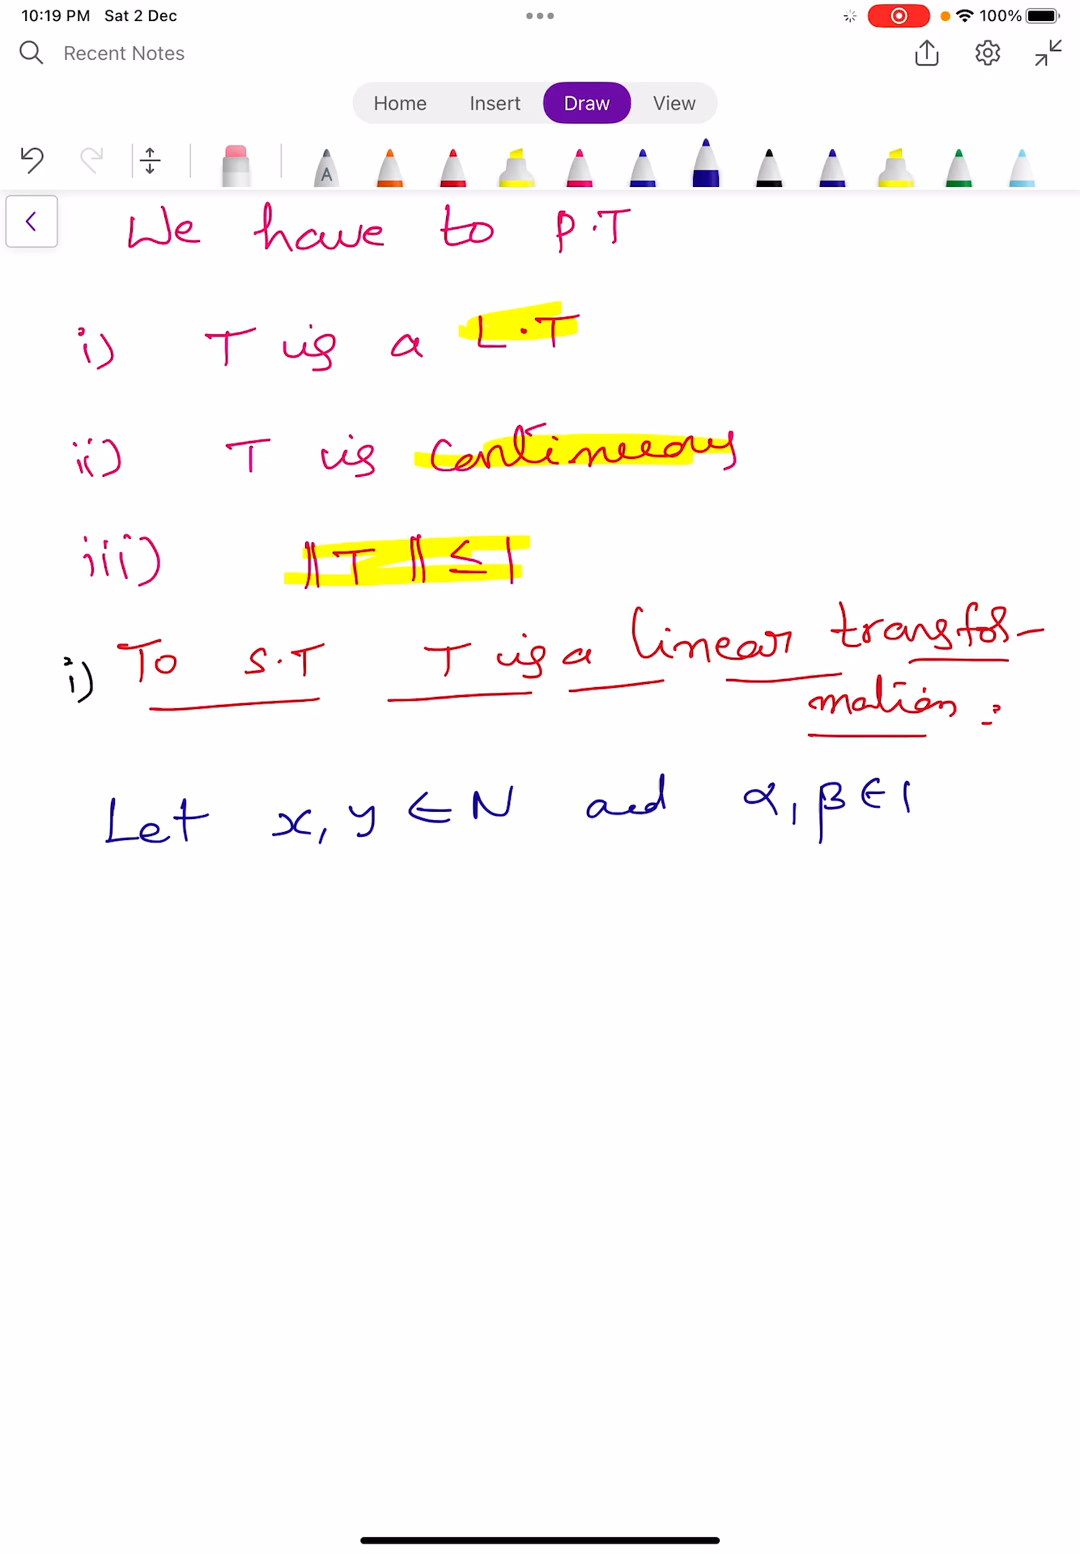 10:19 PM Sat 2 Dec
100%
Recent Notes
Home Insert Draw View
A
We have to P.T
i) T is a L.T
ii) T is continuous
iii) ||T|| ≤ 1
i) To S.T T is a linear transfor-
mation :
Let x, y ∈ N and α, β ∈